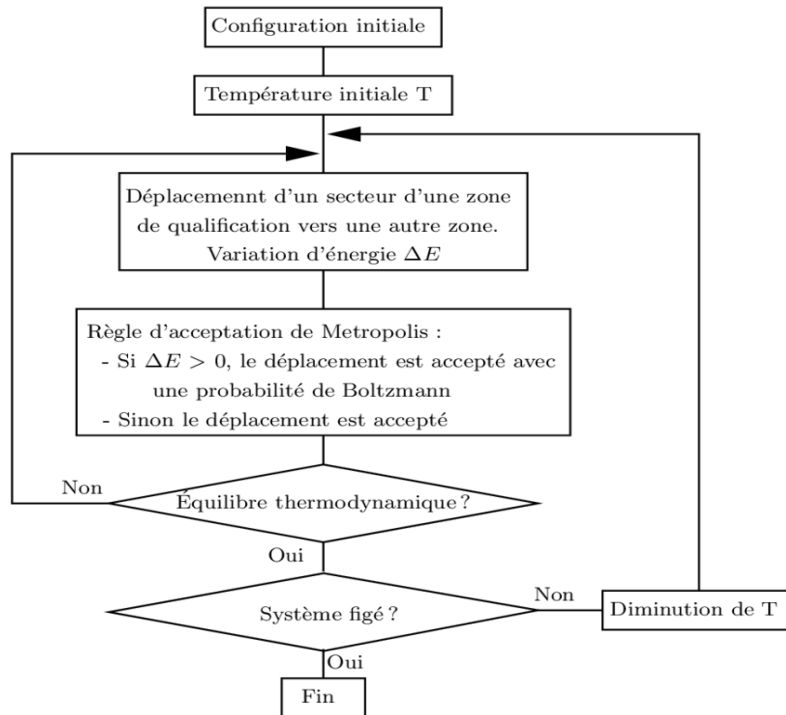 Configuration initiale
Température initiale T
Déplacemennt d'un secteur d'une zone
de qualification vers une autre zone.
Variation d'énergie ΔE
Règle d'acceptation de Metropolis :
- Si ΔE > 0, le déplacement est accepté avec
une probabilité de Boltzmann
- Sinon le déplacement est accepté
Non
Équilibre thermodynamique ?
Oui
Système figé ?
Non
Diminution de T
Oui
Fin